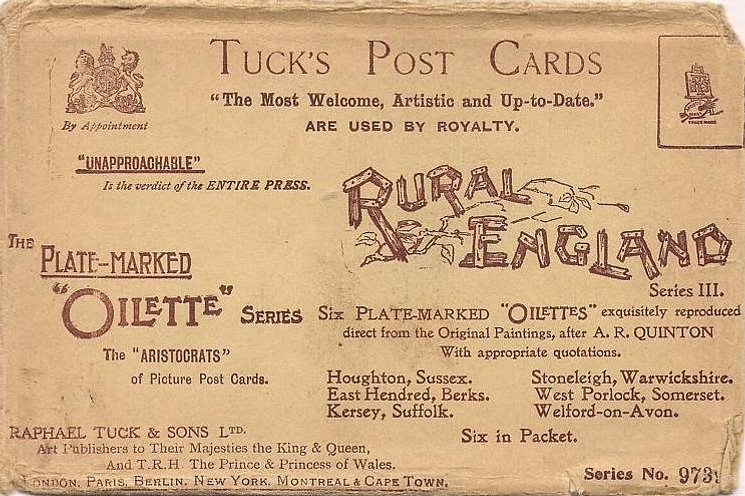 TUCK'S POST CARDS
"The Most Welcome, Artistic and Up-to-Date."
ARE USED BY ROYALTY.
By Appointment
"UNAPPROACHABLE"
Is the verdict of the ENTIRE PRESS.
RURAL
ENGLAND
Series III.
THE
PLATE-MARKED
"OILETTE" SERIES
The "ARISTOCRATS"
of Picture Post Cards.
Six PLATE-MARKED "OILETTES" exquisitely reproduced
direct from the Original Paintings, after A. R. QUINTON
With appropriate quotations.
Houghton, Sussex. Stoneleigh, Warwickshire.
East Hendred, Berks. West Porlock, Somerset.
Kersey, Suffolk. Welford-on-Avon.
Six in Packet.
RAPHAEL TUCK & SONS LTD.
Art Publishers to Their Majesties the King & Queen,
And T.R.H. The Prince & Princess of Wales.
LONDON, PARIS, BERLIN, NEW YORK, MONTREAL & CAPE TOWN,
Series No.